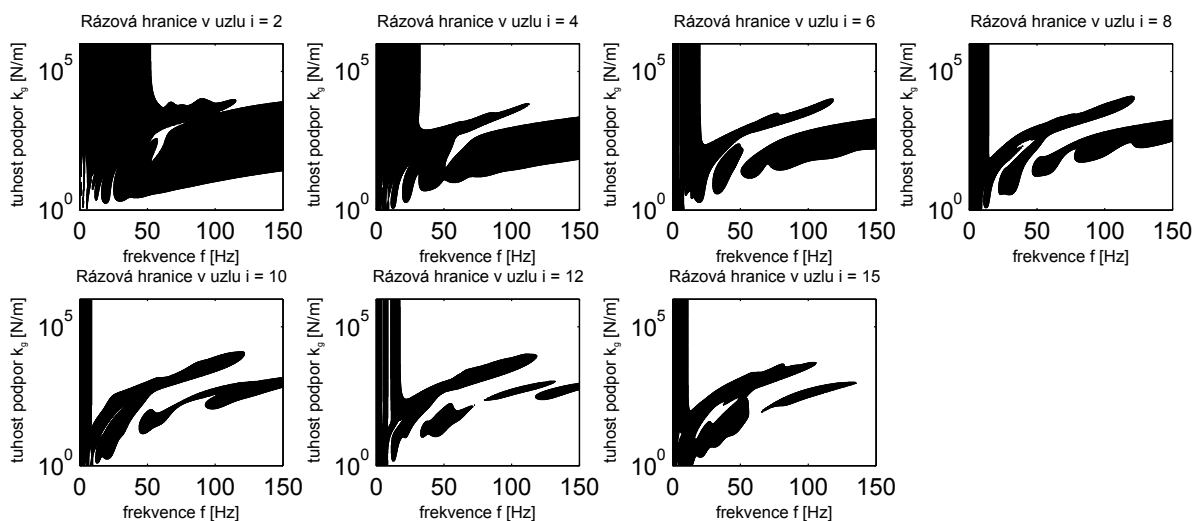 Rázová hranice v uzlu i = 2
Rázová hranice v uzlu i = 4
Rázová hranice v uzlu i = 6
Rázová hranice v uzlu i = 8
tuhost podpor k_g [N/m]
10^5
10^0
0 50 100 150
frekvence f [Hz]
tuhost podpor k_g [N/m]
10^5
10^0
0 50 100 150
frekvence f [Hz]
tuhost podpor k_g [N/m]
10^5
10^0
0 50 100 150
frekvence f [Hz]
tuhost podpor k_g [N/m]
10^5
10^0
0 50 100 150
frekvence f [Hz]
Rázová hranice v uzlu i = 10
Rázová hranice v uzlu i = 12
Rázová hranice v uzlu i = 15
tuhost podpor k_g [N/m]
10^5
10^0
0 50 100 150
frekvence f [Hz]
tuhost podpor k_g [N/m]
10^5
10^0
0 50 100 150
frekvence f [Hz]
tuhost podpor k_g [N/m]
10^5
10^0
0 50 100 150
frekvence f [Hz]